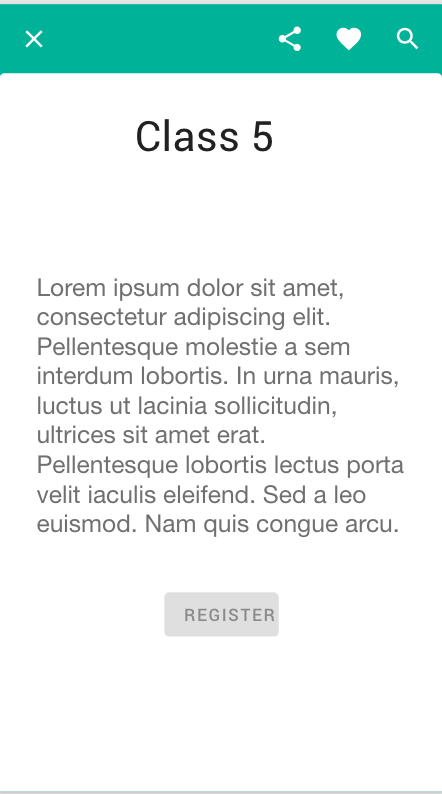 Class 5
Lorem ipsum dolor sit amet,
consectetur adipiscing elit.
Pellentesque molestie a sem
interdum lobortis. In urna mauris,
luctus ut lacinia sollicitudin,
ultrices sit amet erat.
Pellentesque lobortis lectus porta
velit iaculis eleifend. Sed a leo
euismod. Nam quis congue arcu.
REGISTER